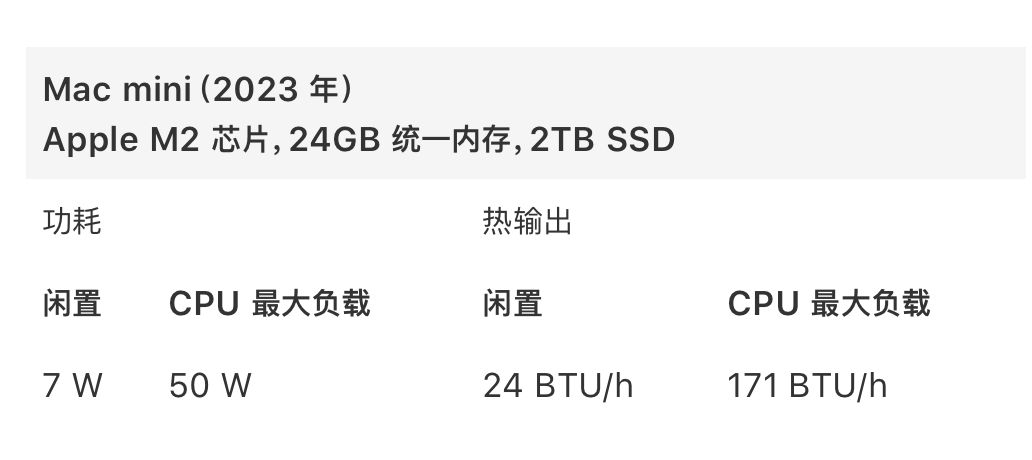 Mac mini（2023 年）
Apple M2 芯片，24GB 统一内存，2TB SSD
功耗 热输出
闲置 CPU 最大负载 闲置 CPU 最大负载
7 W 50 W 24 BTU/h 171 BTU/h